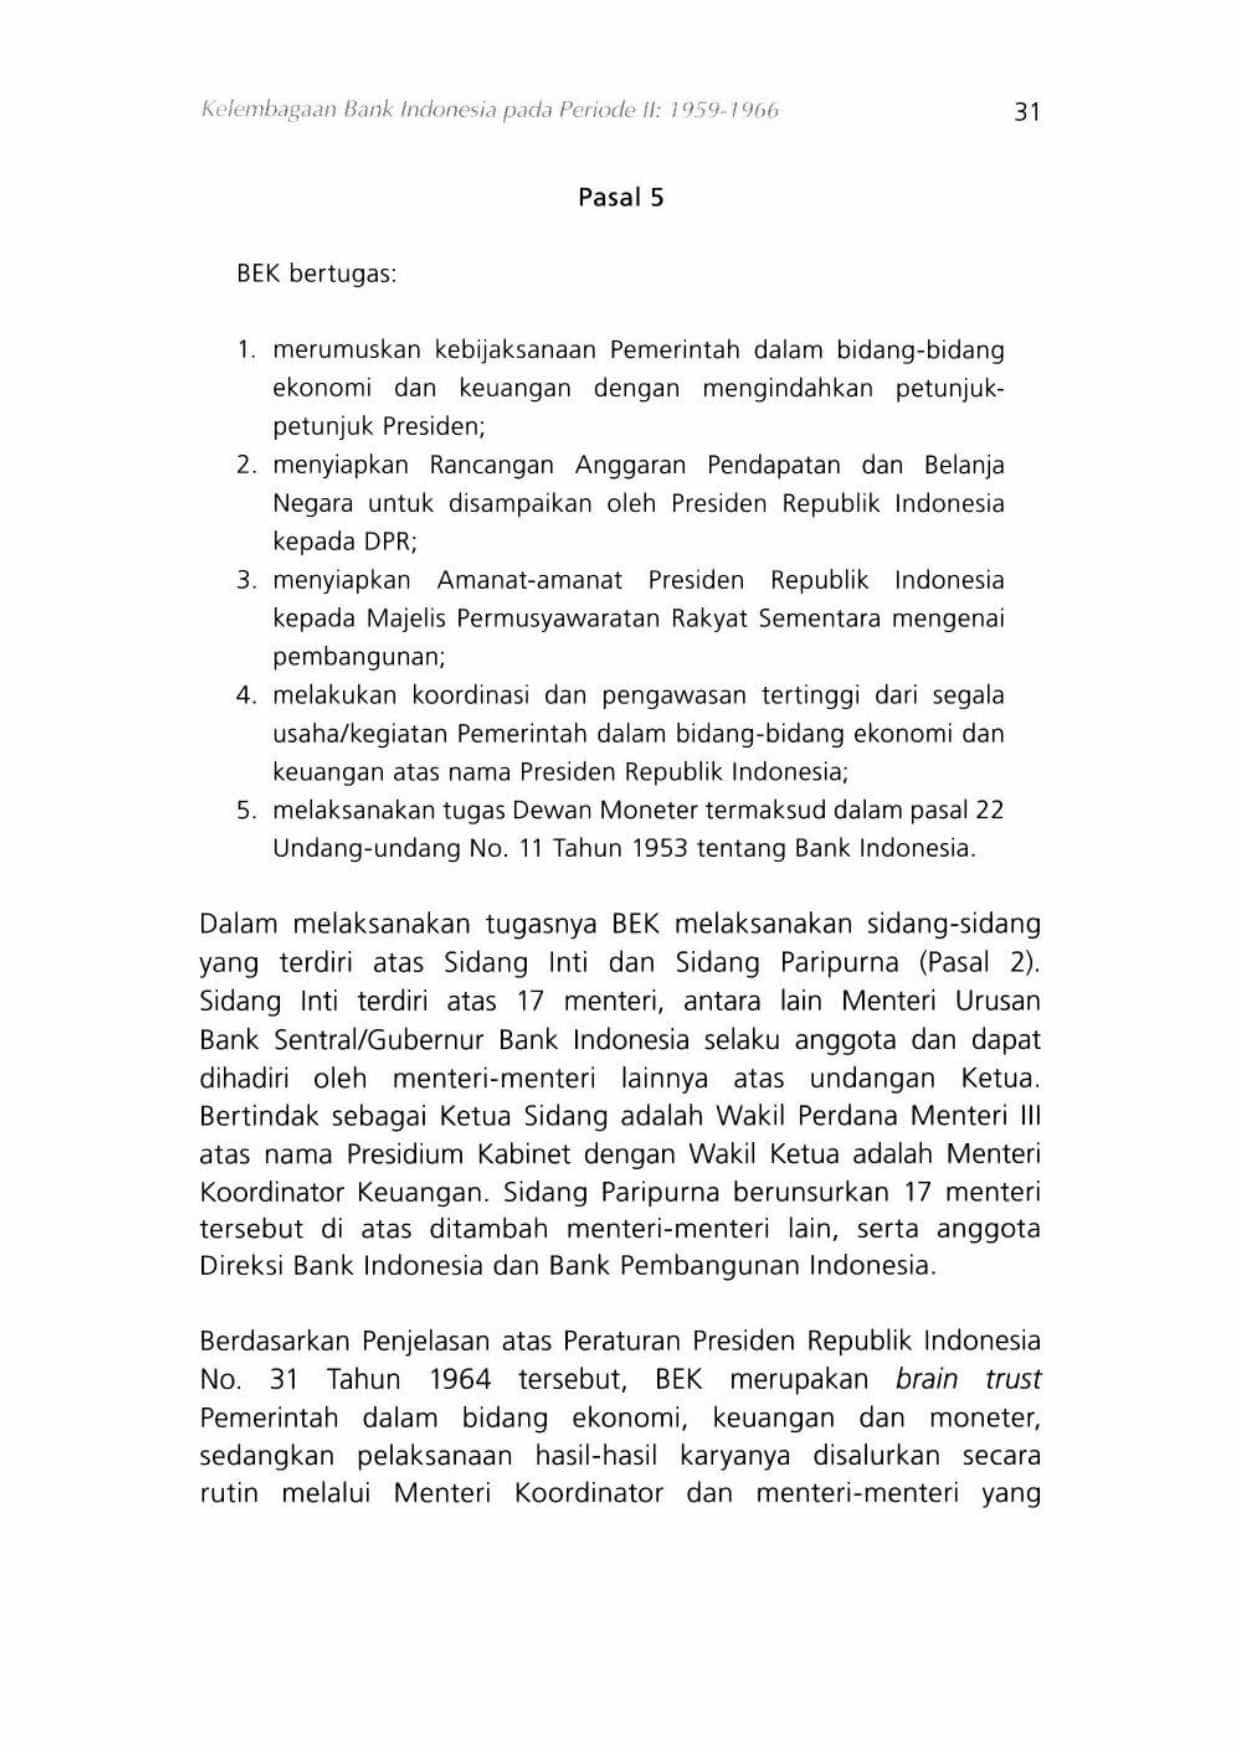 Kelembagaan Bank Indonesia pada Periode II: 1959-1966 31
Pasal 5
BEK bertugas:
1. merumuskan kebijaksanaan Pemerintah dalam bidang-bidang
ekonomi dan keuangan dengan mengindahkan petunjuk-
petunjuk Presiden;
2. menyiapkan Rancangan Anggaran Pendapatan dan Belanja
Negara untuk disampaikan oleh Presiden Republik Indonesia
kepada DPR;
3. menyiapkan Amanat-amanat Presiden Republik Indonesia
kepada Majelis Permusyawaratan Rakyat Sementara mengenai
pembangunan;
4. melakukan koordinasi dan pengawasan tertinggi dari segala
usaha/kegiatan Pemerintah dalam bidang-bidang ekonomi dan
keuangan atas nama Presiden Republik Indonesia;
5. melaksanakan tugas Dewan Moneter termaksud dalam pasal 22
Undang-undang No. 11 Tahun 1953 tentang Bank Indonesia.
Dalam melaksanakan tugasnya BEK melaksanakan sidang-sidang
yang terdiri atas Sidang Inti dan Sidang Paripurna (Pasal 2).
Sidang Inti terdiri atas 17 menteri, antara lain Menteri Urusan
Bank Sentral/Gubernur Bank Indonesia selaku anggota dan dapat
dihadiri oleh menteri-menteri lainnya atas undangan Ketua.
Bertindak sebagai Ketua Sidang adalah Wakil Perdana Menteri III
atas nama Presidium Kabinet dengan Wakil Ketua adalah Menteri
Koordinator Keuangan. Sidang Paripurna berunsurkan 17 menteri
tersebut di atas ditambah menteri-menteri lain, serta anggota
Direksi Bank Indonesia dan Bank Pembangunan Indonesia.
Berdasarkan Penjelasan atas Peraturan Presiden Republik Indonesia
No. 31 Tahun 1964 tersebut, BEK merupakan brain trust
Pemerintah dalam bidang ekonomi, keuangan dan moneter,
sedangkan pelaksanaan hasil-hasil karyanya disalurkan secara
rutin melalui Menteri Koordinator dan menteri-menteri yang